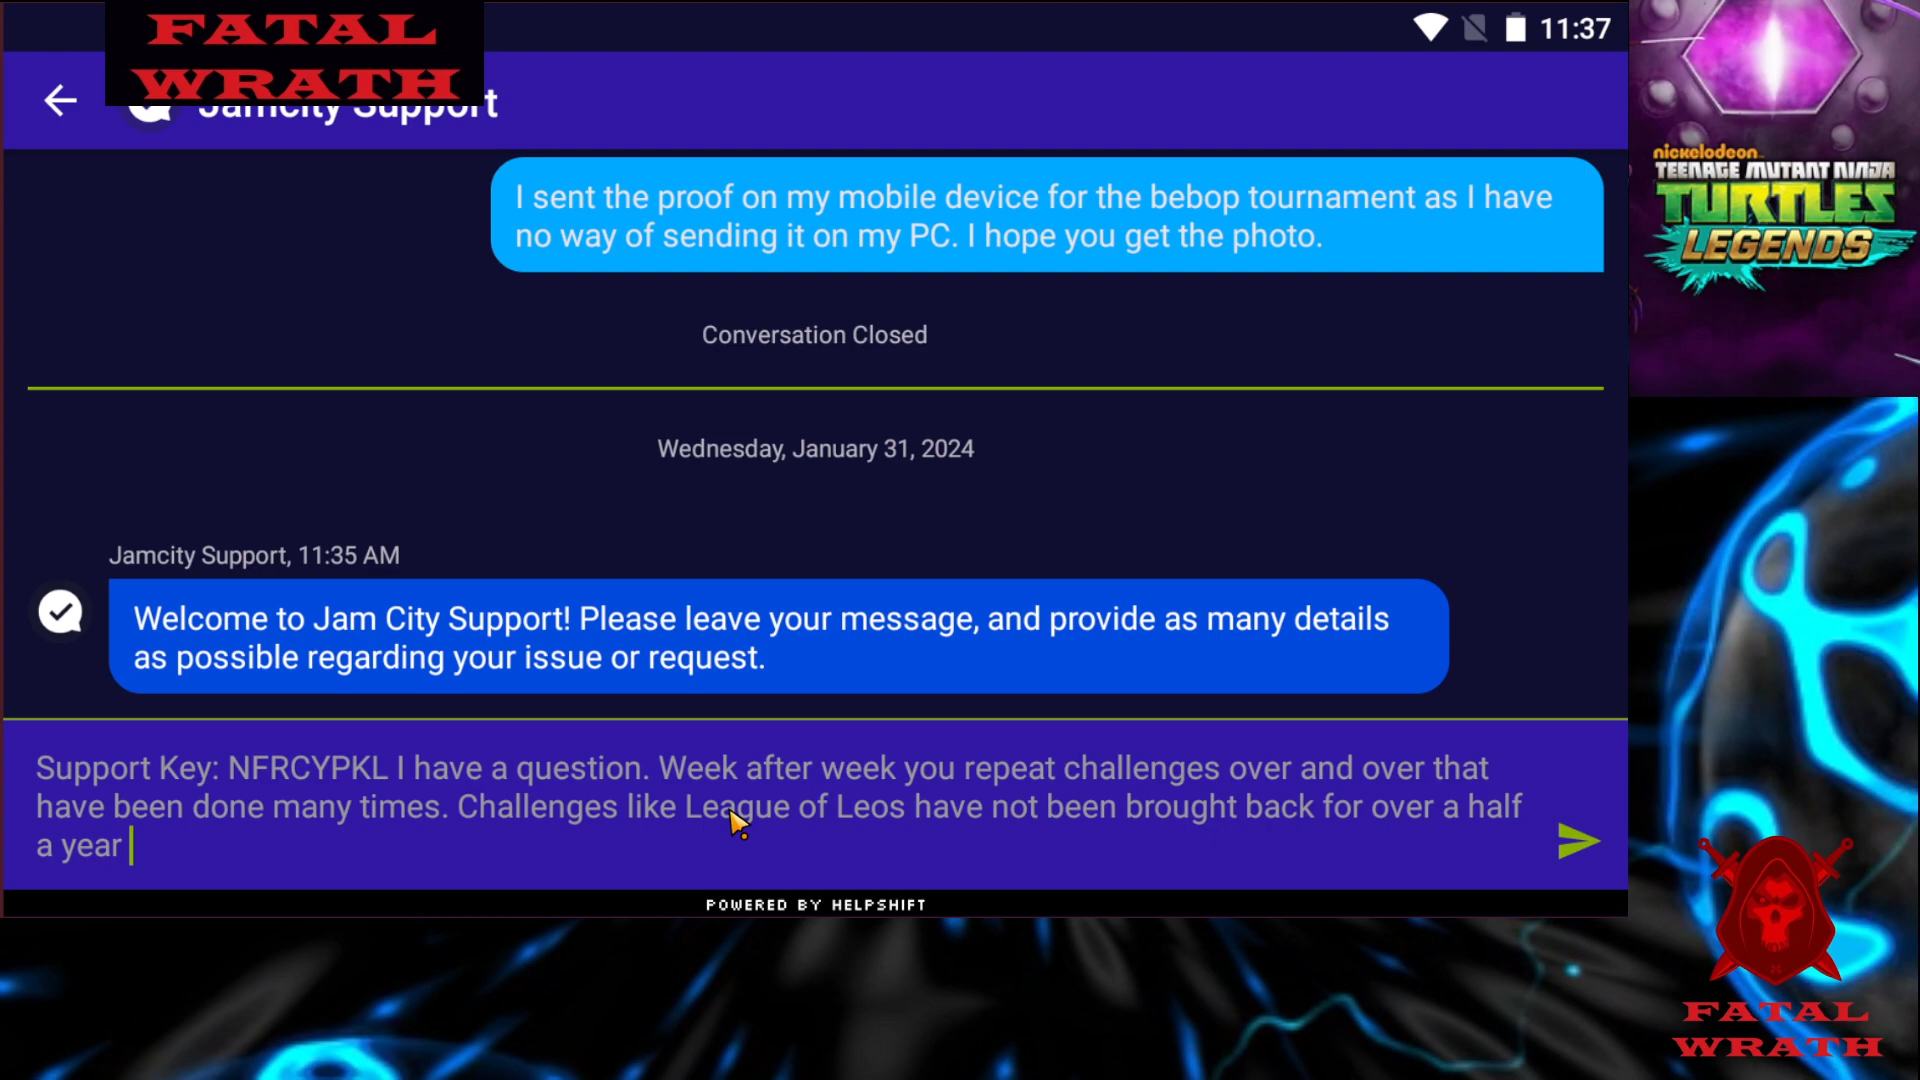 FATAL
WRATH
11:37
Jamcity Support
I sent the proof on my mobile device for the bebop tournament as I have
no way of sending it on my PC. I hope you get the photo.
Conversation Closed
Wednesday, January 31, 2024
Jamcity Support, 11:35 AM
Welcome to Jam City Support! Please leave your message, and provide as many details
as possible regarding your issue or request.
Support Key: NFRCYPKL I have a question. Week after week you repeat challenges over and over that
have been done many times. Challenges like League of Leos have not been brought back for over a half
a year
POWERED BY HELPSHIFT
nickelodeon
TEENAGE MUTANT NINJA
TURTLES
LEGENDS
FATAL
WRATH